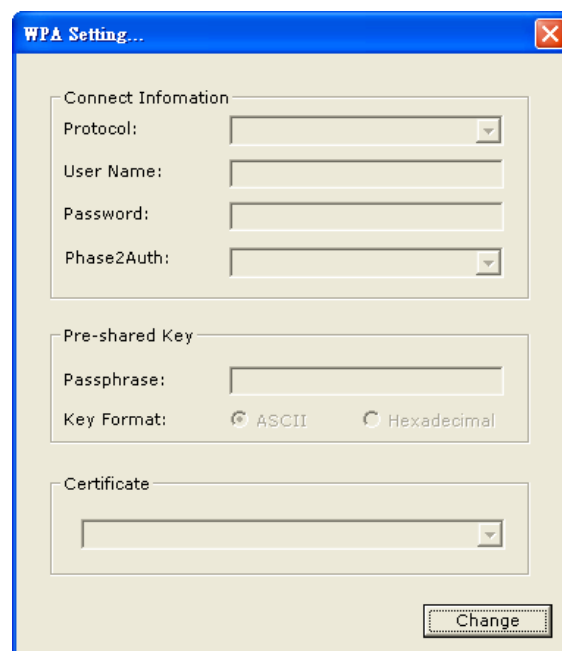 WPA Setting...
Connect Infomation
Protocol:
User Name:
Password:
Phase2Auth:
Pre-shared Key
Passphrase:
Key Format: ASCII Hexadecimal
Certificate
Change